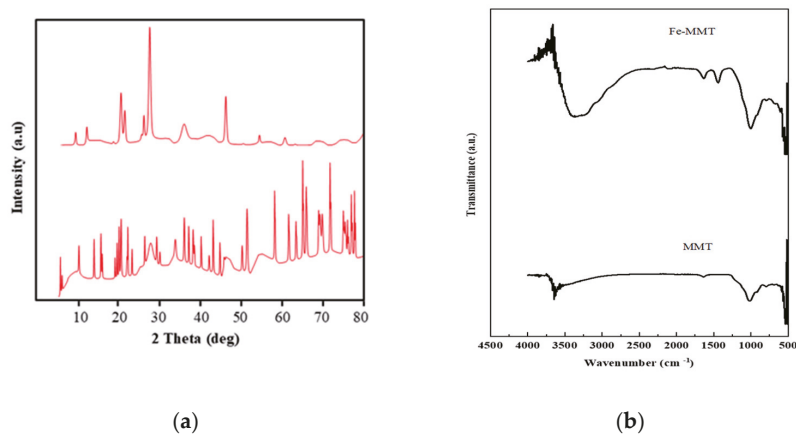 Intensity (a.u)
10 20 30 40 50 60 70 80
2 Theta (deg)
(a)
Fe-MMT
MMT
Transmittance (a.u.)
4500 4000 3500 3000 2500 2000 1500 1000 500
Wavenumber (cm -1)
(b)